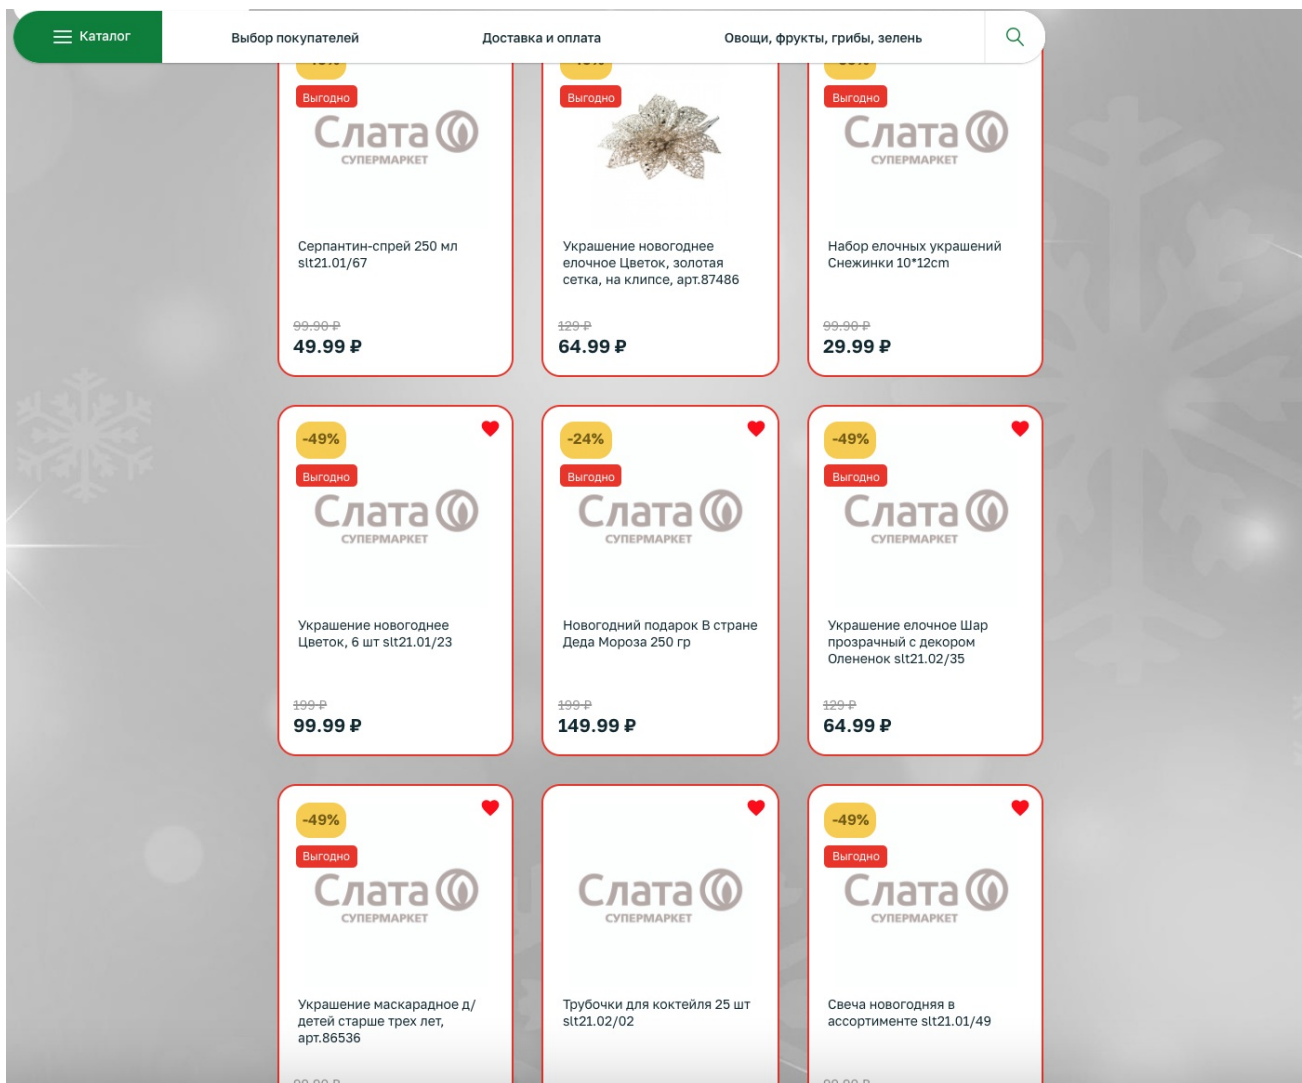 Каталог
Выбор покупателей
Доставка и оплата
Овощи, фрукты, грибы, зелень
Выгодно
Слата
СУПЕРМАРКЕТ
Серпантин-спрей 250 мл
slt21.01/67
99.90 ₽
49.99 ₽
Выгодно
Украшение новогоднее
елочное Цветок, золотая
сетка, на клипсе, арт.87486
129 ₽
64.99 ₽
Выгодно
Слата
СУПЕРМАРКЕТ
Набор елочных украшений
Снежинки 10*12cm
99.90 ₽
29.99 ₽
-49%
Выгодно
Слата
СУПЕРМАРКЕТ
Украшение новогоднее
Цветок, 6 шт slt21.01/23
199 ₽
99.99 ₽
-24%
Выгодно
Слата
СУПЕРМАРКЕТ
Новогодний подарок В стране
Деда Мороза 250 гр
199 ₽
149.99 ₽
-49%
Выгодно
Слата
СУПЕРМАРКЕТ
Украшение елочное Шар
прозрачный с декором
Олененок slt21.02/35
129 ₽
64.99 ₽
-49%
Выгодно
Слата
СУПЕРМАРКЕТ
Украшение маскарадное д/
детей старше трех лет,
арт.86536
Слата
СУПЕРМАРКЕТ
Трубочки для коктейля 25 шт
slt21.02/02
-49%
Выгодно
Слата
СУПЕРМАРКЕТ
Свеча новогодняя в
ассортименте slt21.01/49